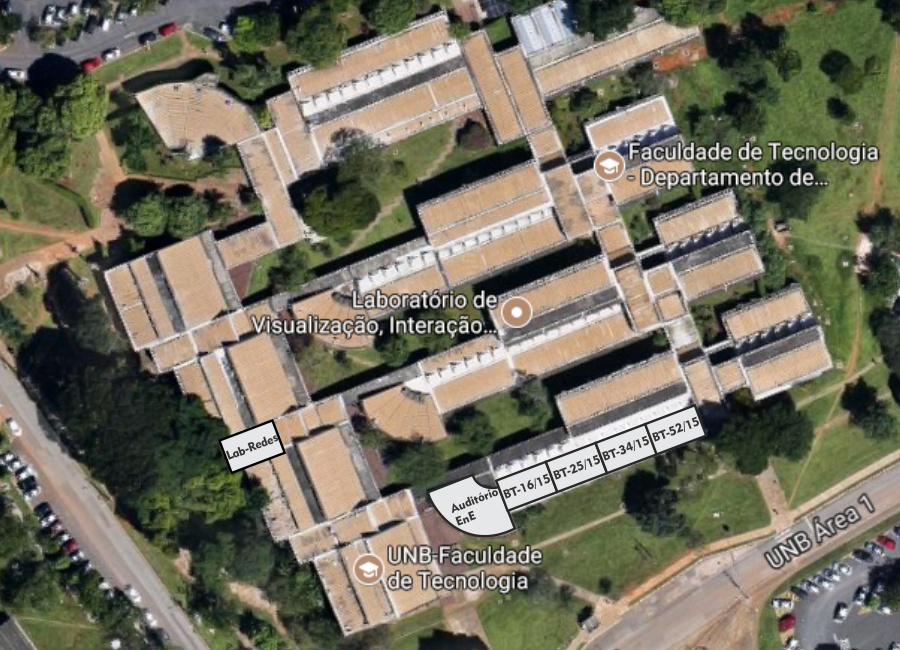 Faculdade de Tecnologia
- Departamento de...
Laboratório de
Visualização, Interação...
Lab-Redes
Auditório
EnE
BT-16/15
BT-25/15
BT-34/15
BT-52/15
UNB-Faculdade
de Tecnologia
UNB Área 1